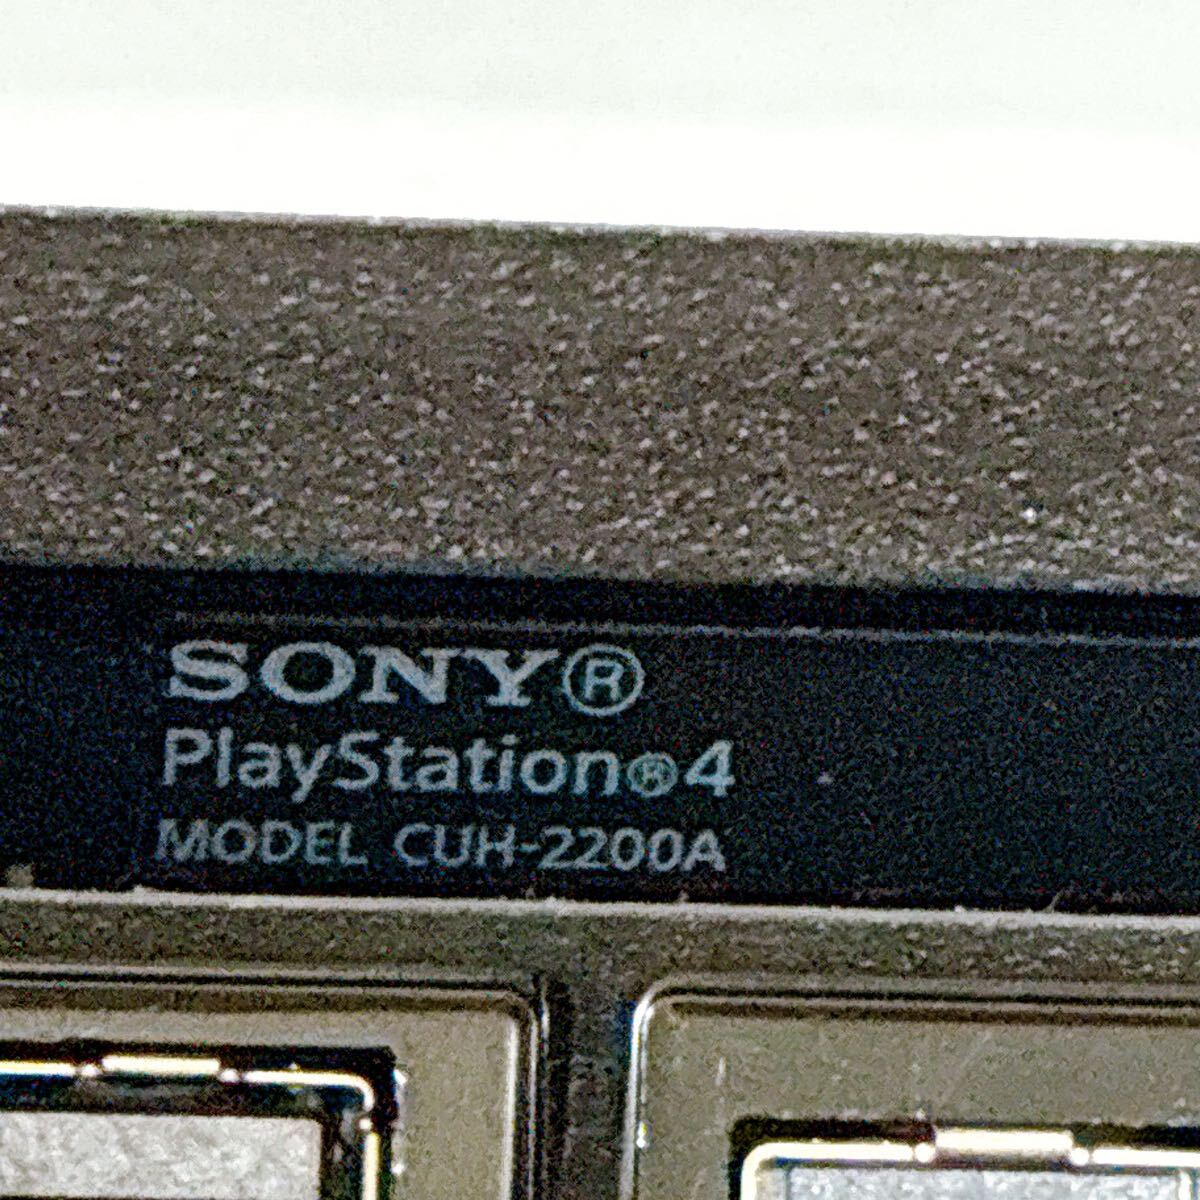 SONY®
PlayStation®4
MODEL CUH-2200A